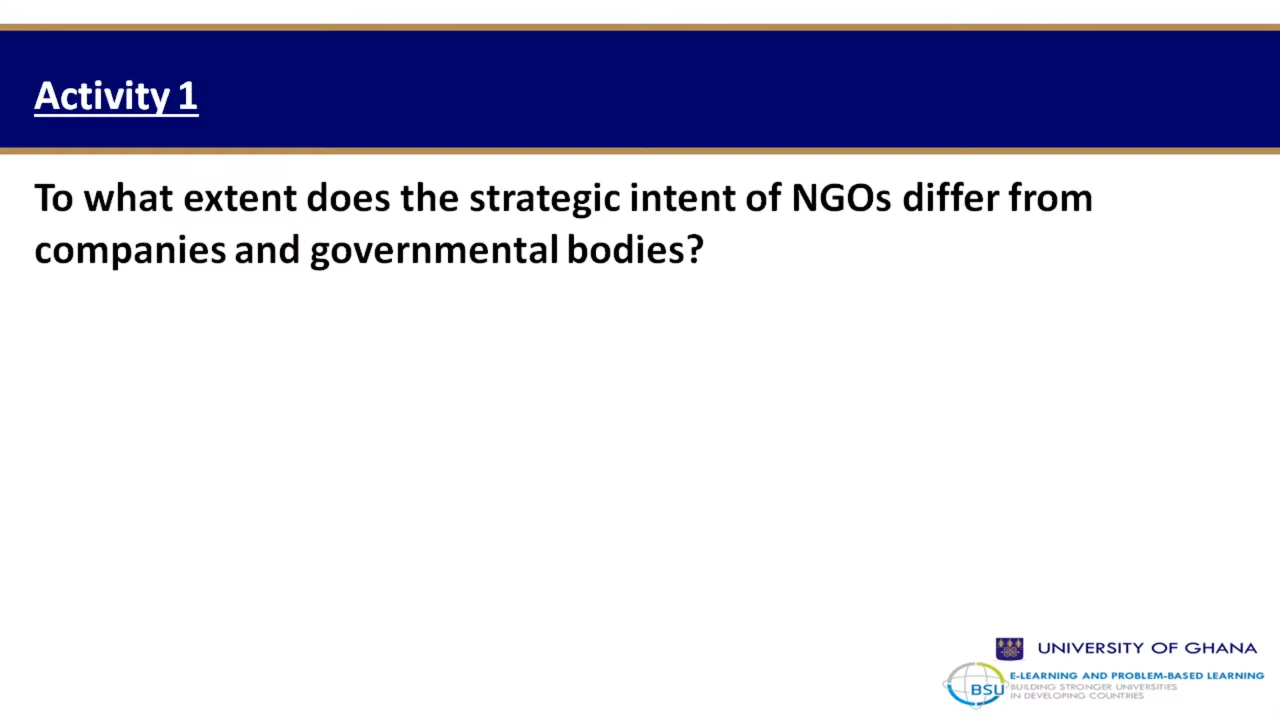 Activity 1
To what extent does the strategic intent of NGOs differ from
companies and governmental bodies?
UNIVERSITY OF GHANA
E-LEARNING AND PROBLEM-BASED LEARNING
BSU
BUILDING STRONGER UNIVERSITIES
IN DEVELOPING COUNTRIES